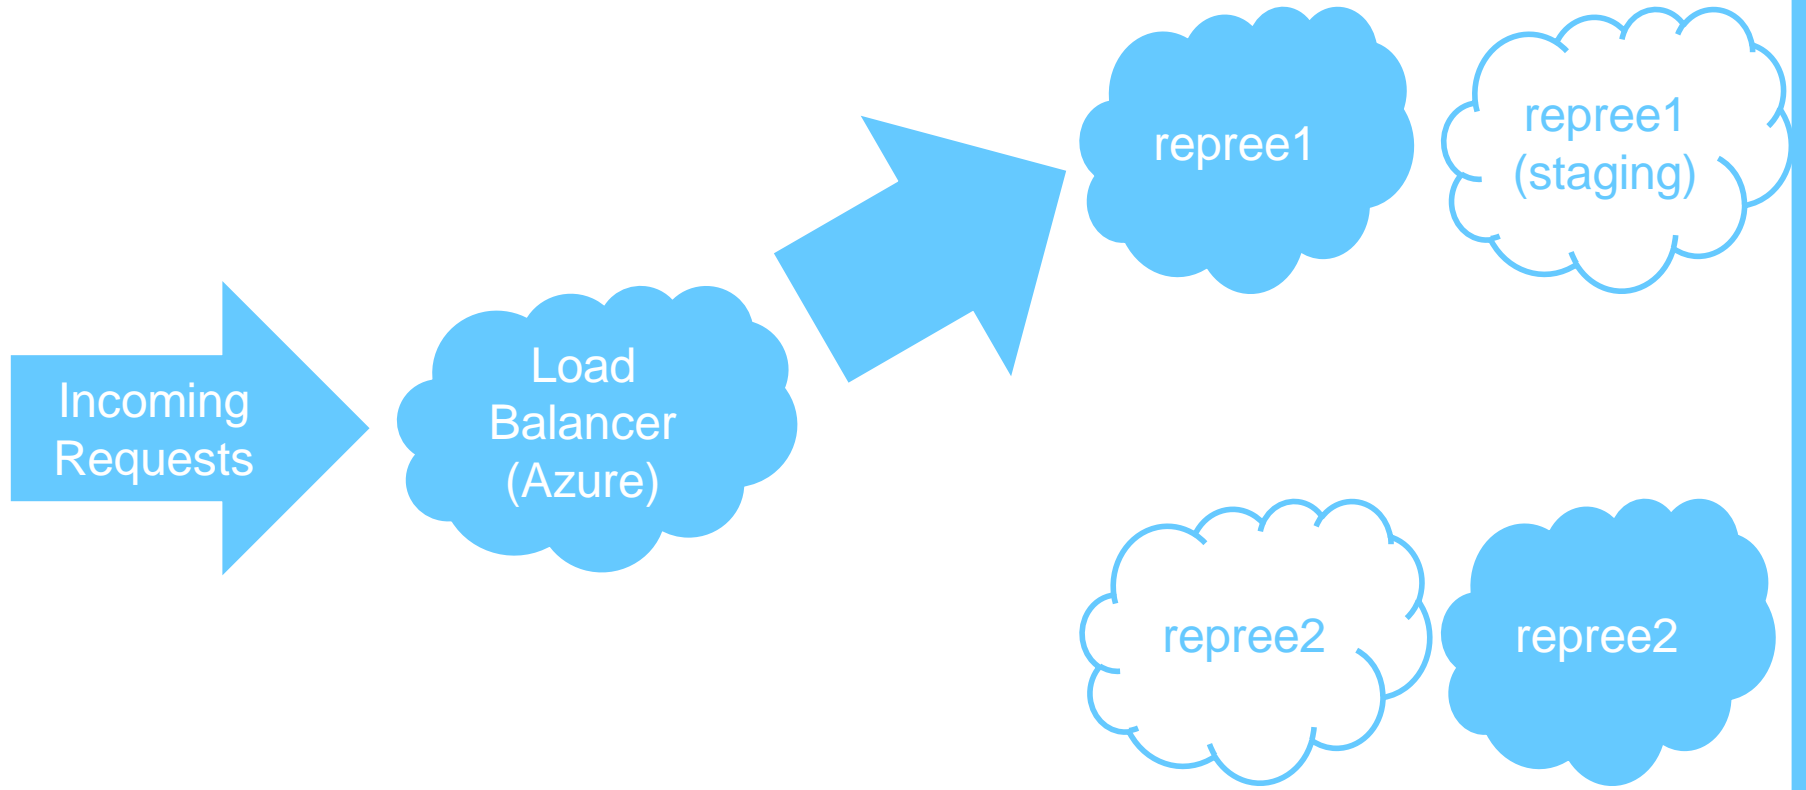 Incoming
Requests
Load
Balancer
(Azure)
repree1
repree1
(staging)
repree2
repree2